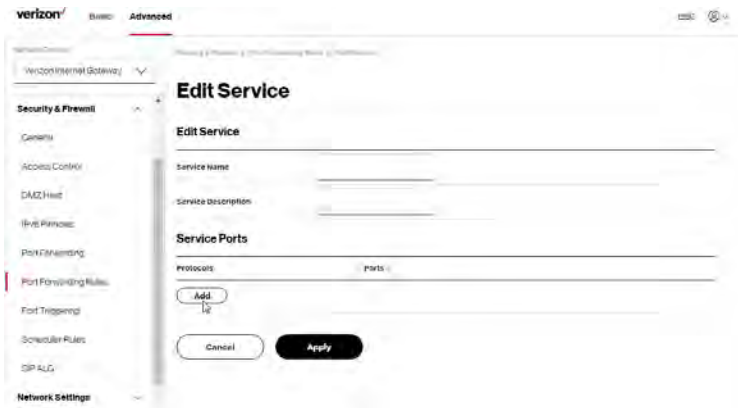 verizon
Basic
Advanced
Verizon Internet Gateway
Security & Firewall
General
Access Control
DMZ Host
IPv6 Pinholes
Port Forwarding
Port Forwarding Rules
Port Triggering
Scheduler Rules
SIP ALG
Network Settings
Edit Service
Edit Service
Service Name
Service Description
Service Ports
Protocols
Ports
Add
Cancel
Apply